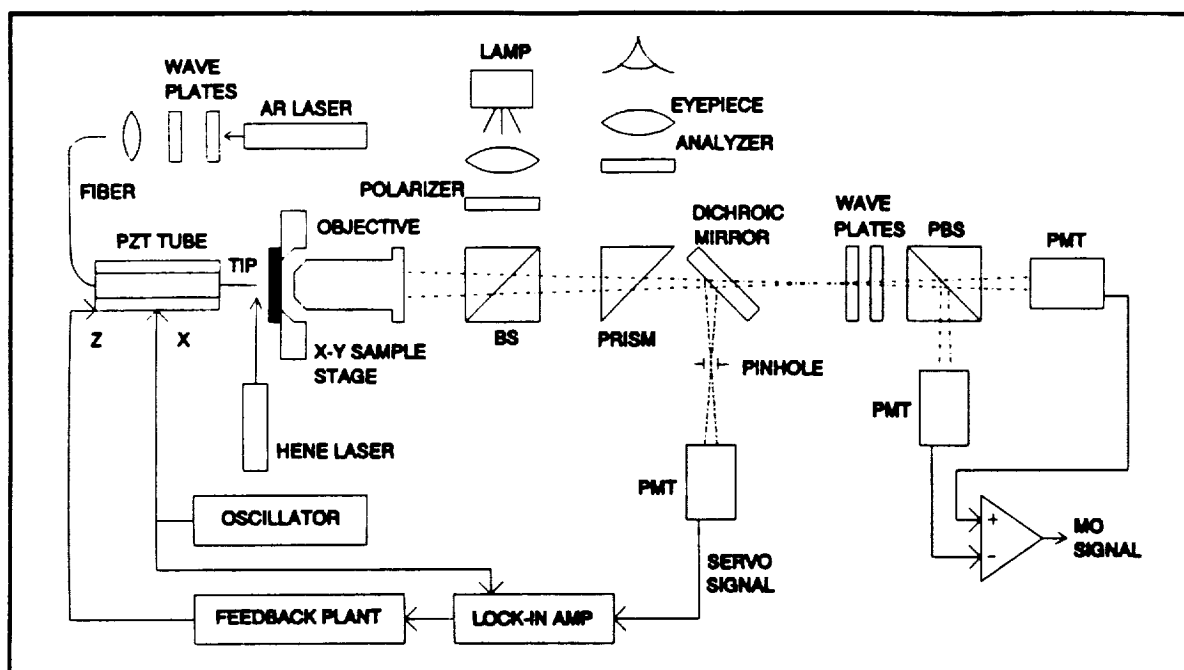 LAMP
WAVE
PLATES
AR LASER
EYEPIECE
ANALYZER
FIBER
POLARIZER
PZT TUBE
TIP
OBJECTIVE
DICHROIC
MIRROR
WAVE
PLATES
PBS
PMT
Z
X
X-Y SAMPLE
STAGE
BS
PRISM
PINHOLE
PMT
HENE LASER
PMT
OSCILLATOR
SERVO
SIGNAL
+
-
MO
SIGNAL
FEEDBACK PLANT
LOCK-IN AMP